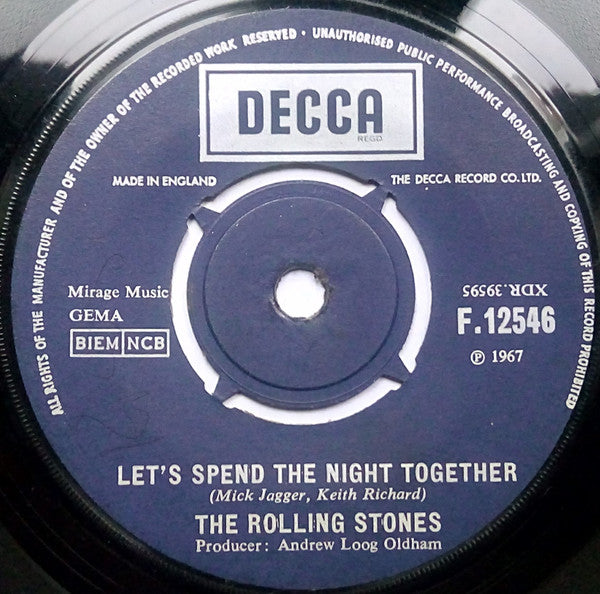 ALL RIGHTS OF THE MANUFACTURER AND OF THE OWNER OF THE RECORDED WORK RESERVED · UNAUTHORISED PUBLIC PERFORMANCE BROADCASTING AND COPYING OF THIS RECORD PROHIBITED
DECCA
REGD
MADE IN ENGLAND
THE DECCA RECORD CO. LTD.
Mirage Music
GEMA
BIEM NCB
XDR.39595
F.12546
℗ 1967
LET'S SPEND THE NIGHT TOGETHER
(Mick Jagger, Keith Richard)
THE ROLLING STONES
Producer: Andrew Loog Oldham